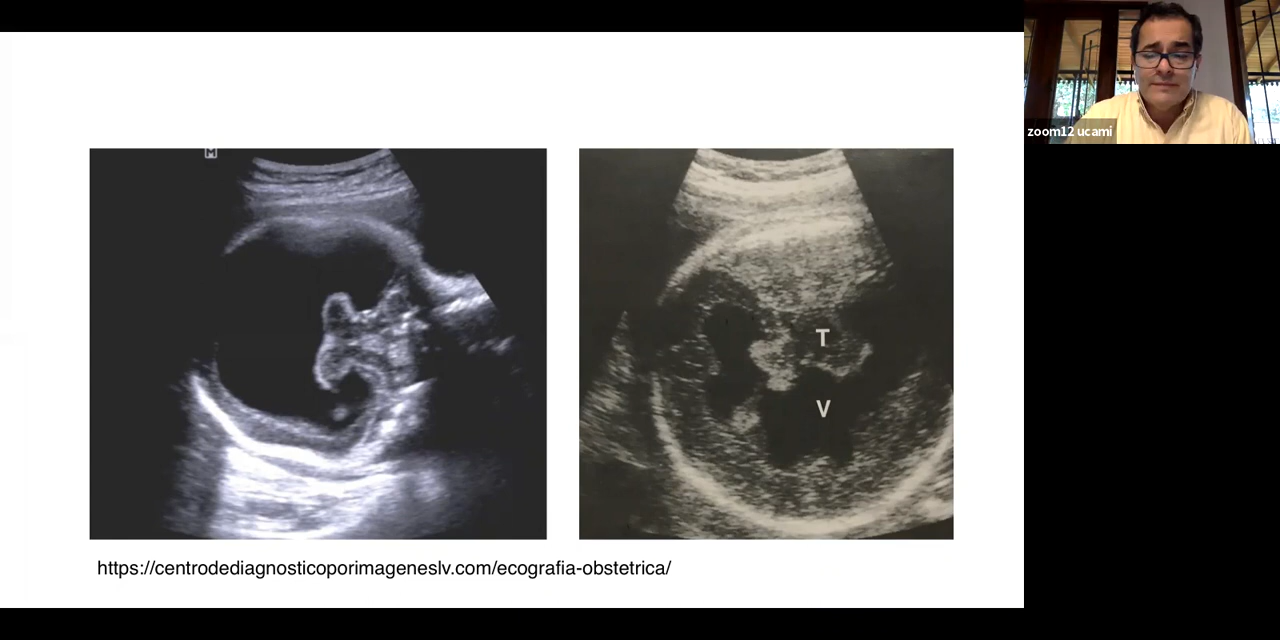 M
T
V
https://centrodediagnosticoporimageneslv.com/ecografia-obstetrica/
zoom12 ucami